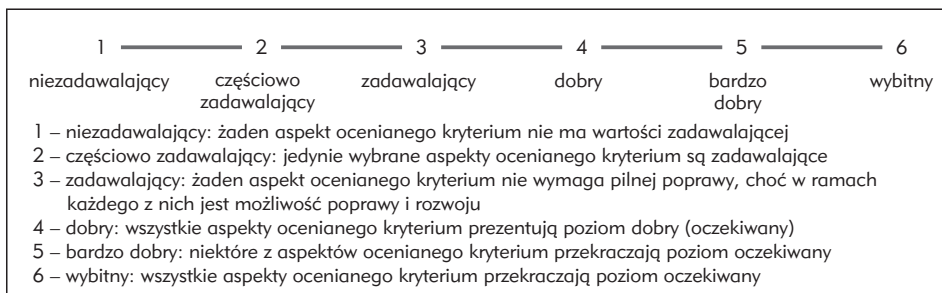 1 2 3 4 5 6
niezadawalający częściowo zadawalający dobry bardzo wybitny
zadawalający dobry
1 – niezadawalający: żaden aspekt ocenianego kryterium nie ma wartości zadawalającej
2 – częściowo zadawalający: jedynie wybrane aspekty ocenianego kryterium są zadawalające
3 – zadawalający: żaden aspekt ocenianego kryterium nie wymaga pilnej poprawy, choć w ramach
każdego z nich jest możliwość poprawy i rozwoju
4 – dobry: wszystkie aspekty ocenianego kryterium prezentują poziom dobry (oczekiwany)
5 – bardzo dobry: niektóre z aspektów ocenianego kryterium przekraczają poziom oczekiwany
6 – wybitny: wszystkie aspekty ocenianego kryterium przekraczają poziom oczekiwany